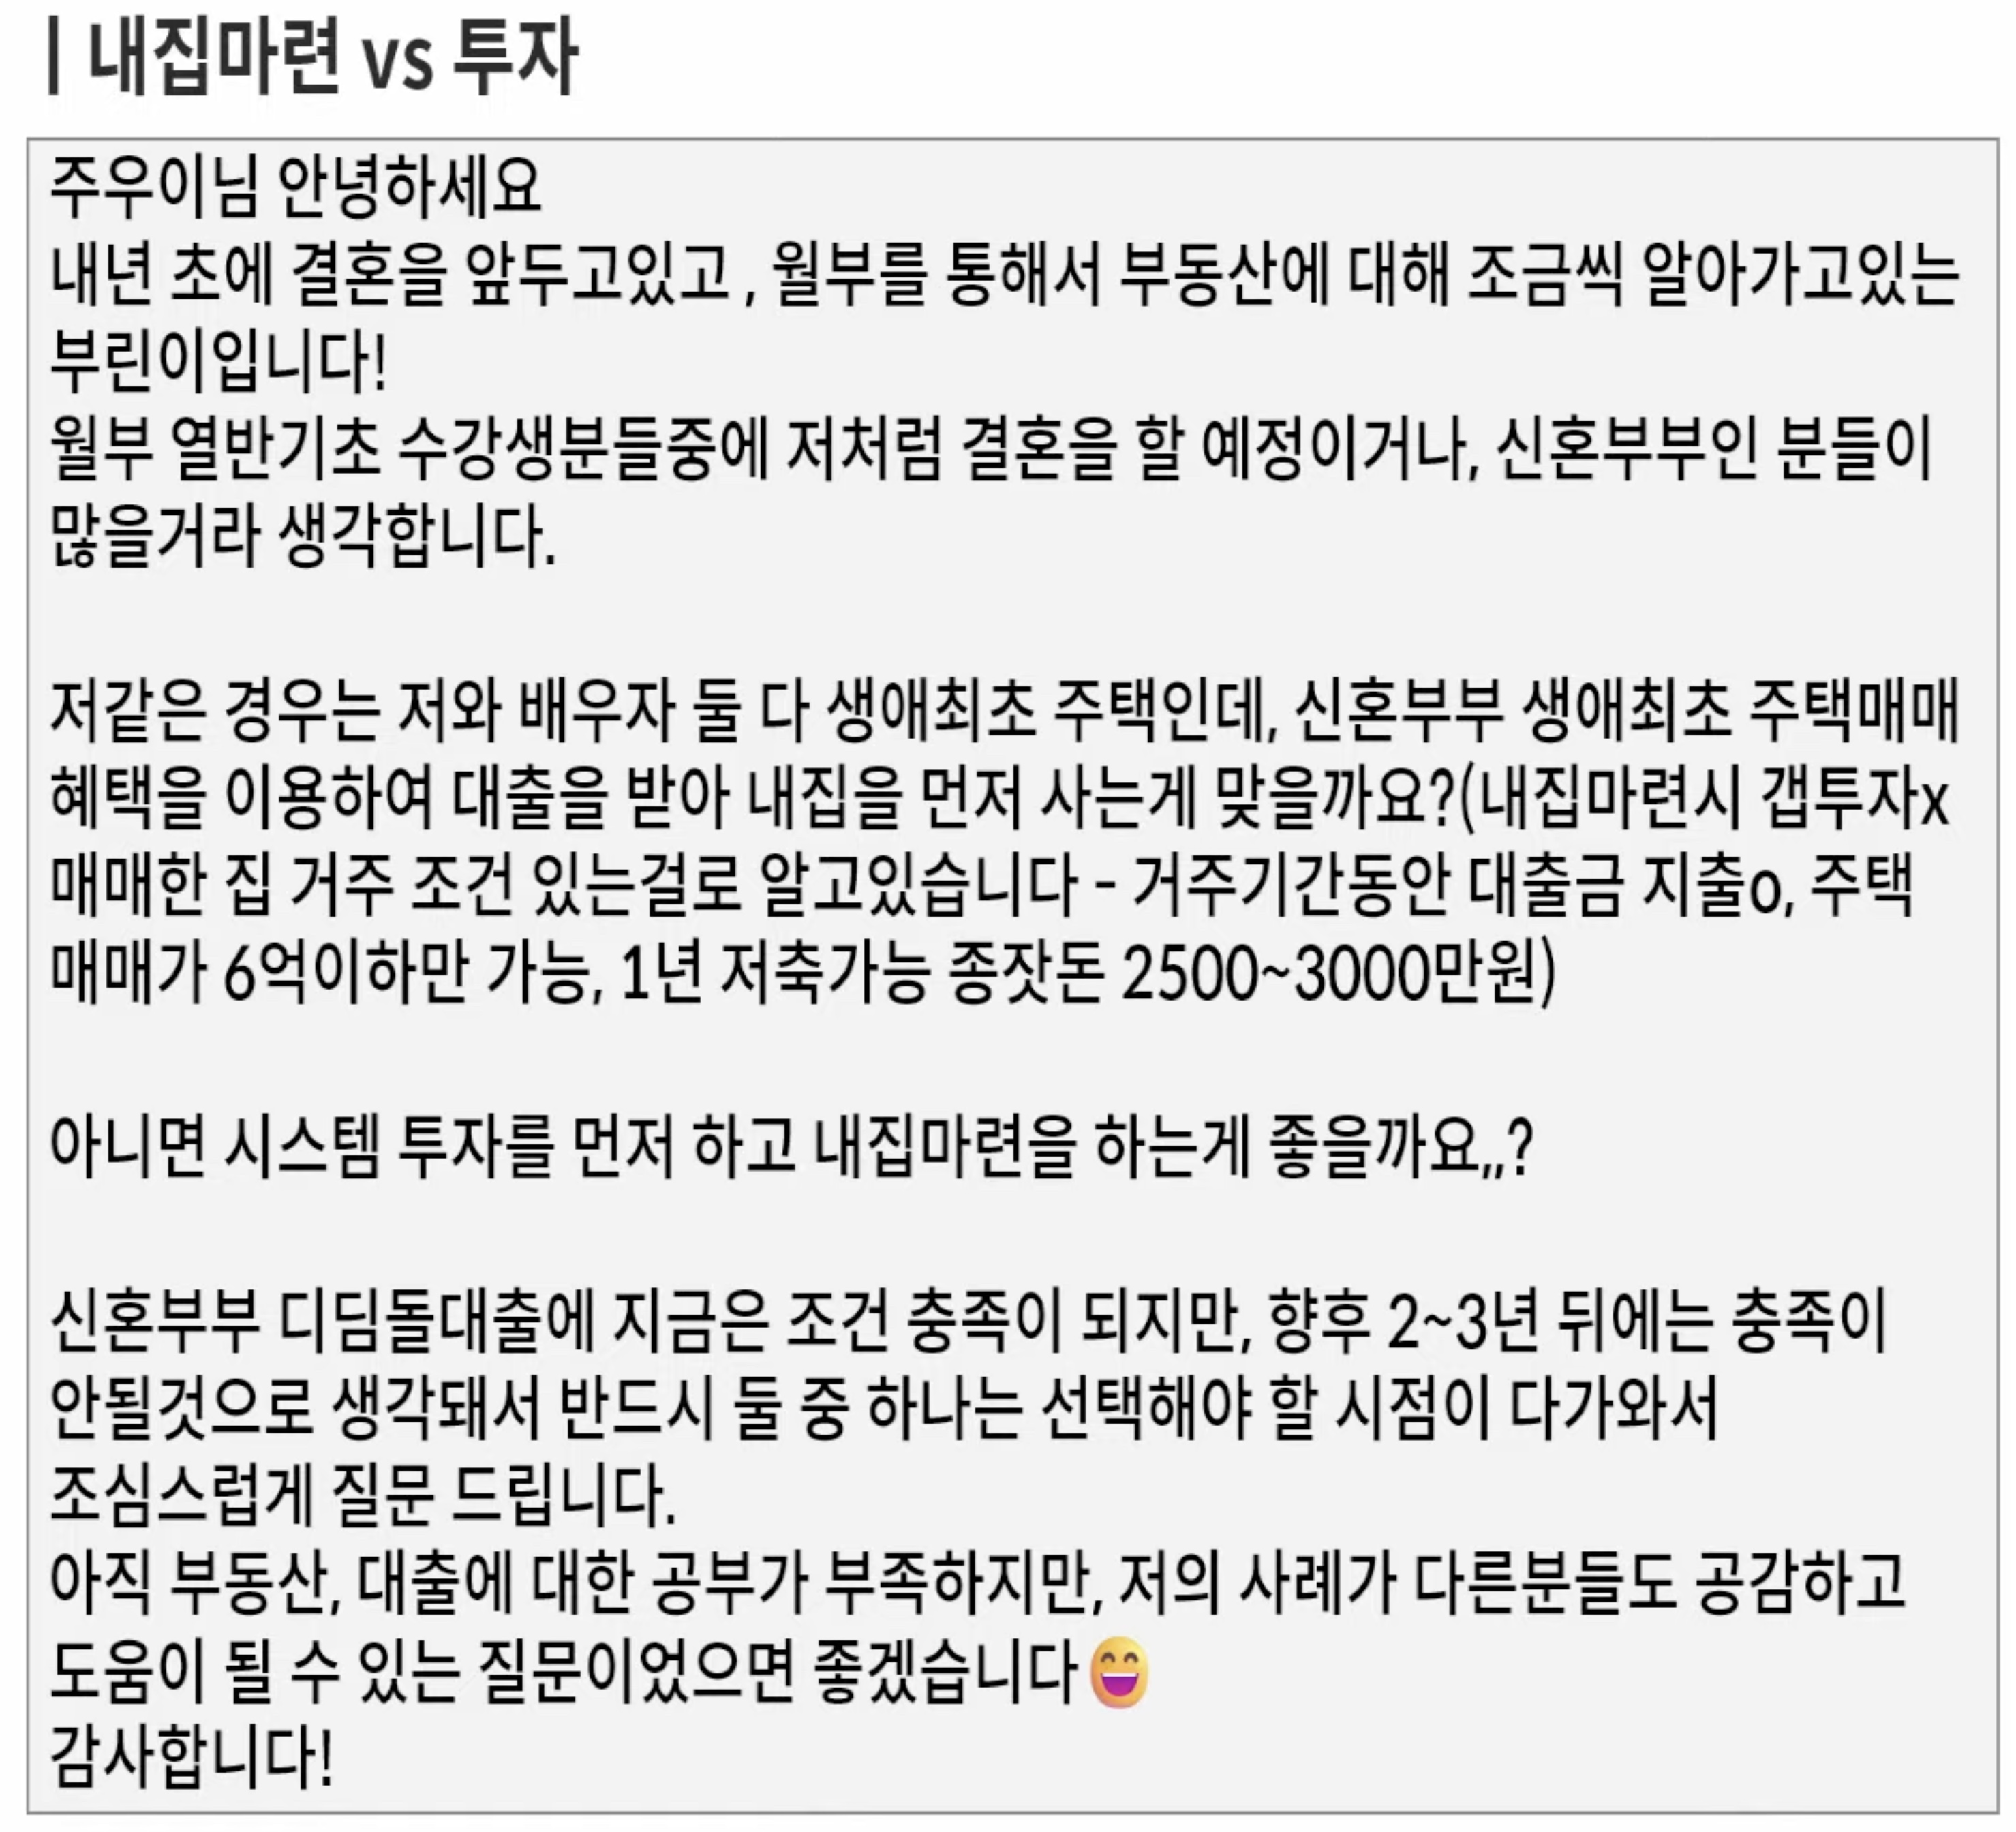 | 내집마련 vs 투자
주우이님 안녕하세요
내년 초에 결혼을 앞두고있고 , 월부를 통해서 부동산에 대해 조금씩 알아가고있는
부린이입니다!
월부 열반기초 수강생분들중에 저처럼 결혼을 할 예정이거나, 신혼부부인 분들이
많을거라 생각합니다.
저같은 경우는 저와 배우자 둘 다 생애최초 주택인데, 신혼부부 생애최초 주택매매
혜택을 이용하여 대출을 받아 내집을 먼저 사는게 맞을까요?(내집마련시 갭투자x
매매한 집 거주 조건 있는걸로 알고있습니다 - 거주기간동안 대출금 지출o, 주택
매매가 6억이하만 가능, 1년 저축가능 종잣돈 2500~3000만원)
아니면 시스템 투자를 먼저 하고 내집마련을 하는게 좋을까요,,?
신혼부부 디딤돌대출에 지금은 조건 충족이 되지만, 향후 2~3년 뒤에는 충족이
안될것으로 생각돼서 반드시 둘 중 하나는 선택해야 할 시점이 다가와서
조심스럽게 질문 드립니다.
아직 부동산, 대출에 대한 공부가 부족하지만, 저의 사례가 다른분들도 공감하고
도움이 될 수 있는 질문이었으면 좋겠습니다😄
감사합니다!